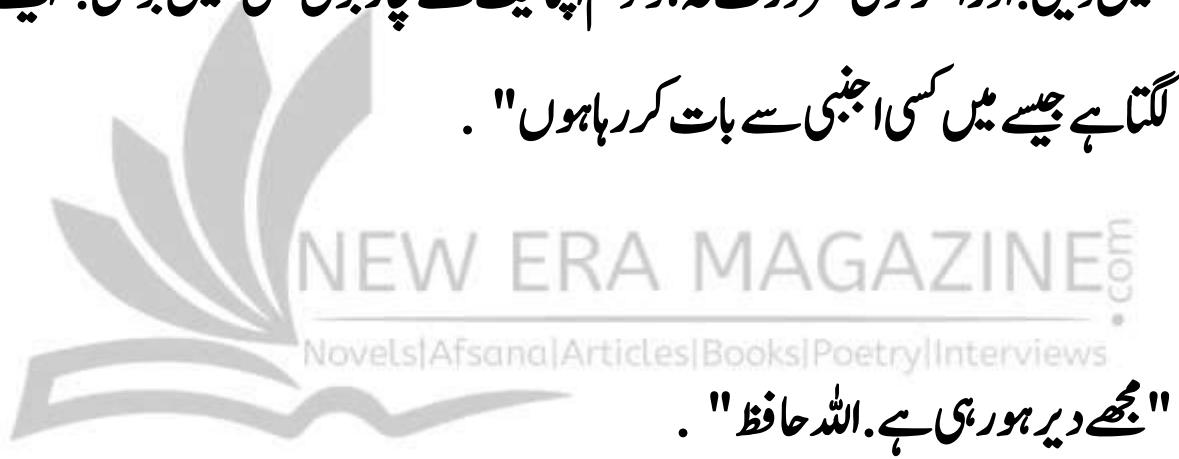 لگتا ہے جیسے میں کسی اجنبی سے بات کر رہا ہوں" .
NEW ERA MAGAZINE.com
Novels|Afsana|Articles|Books|Poetry|Interviews
"مجھے دیر ہو رہی ہے. اللہ حافظ" .